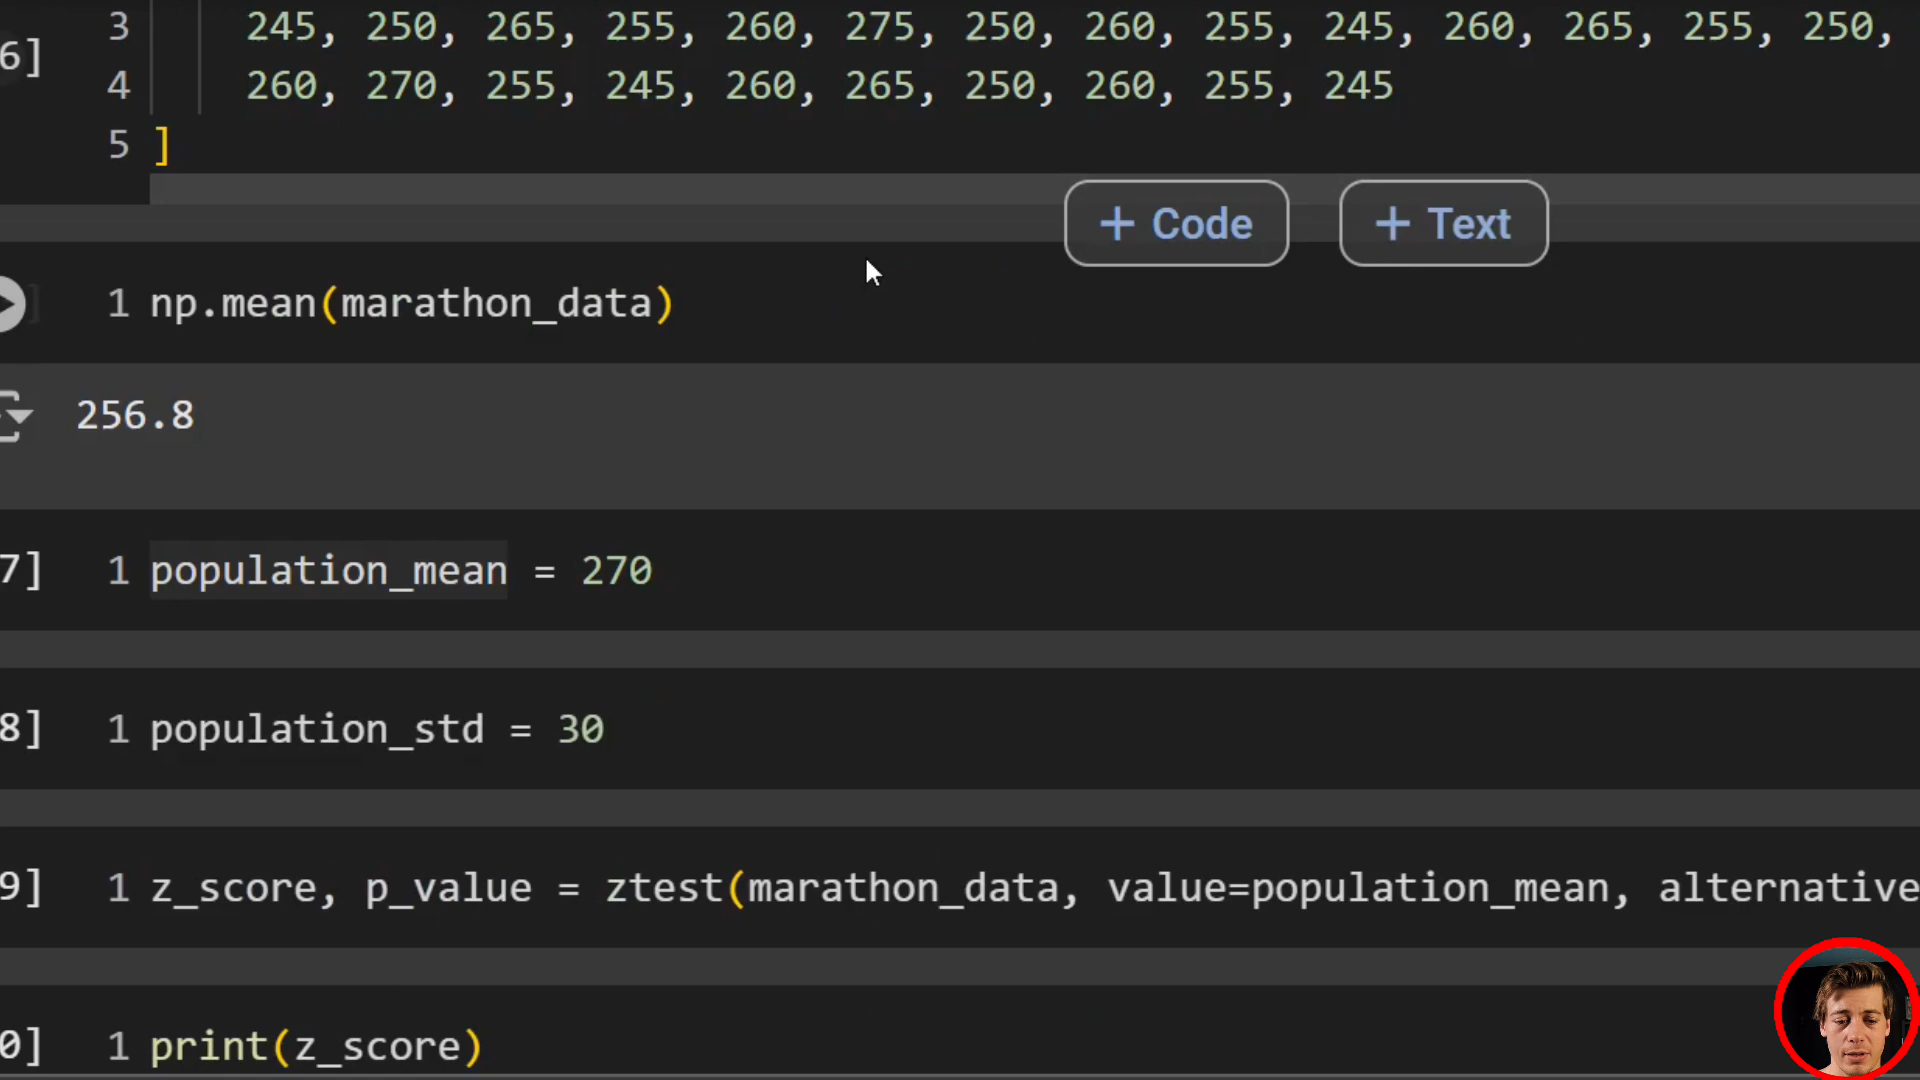 3 245, 250, 265, 255, 260, 275, 250, 260, 255, 245, 260, 265, 255, 250,
6]
4 260, 270, 255, 245, 260, 265, 250, 260, 255, 245
5 ]
+ Code + Text
1 np.mean(marathon_data)
256.8
7] 1 population_mean = 270
8] 1 population_std = 30
9] 1 z_score, p_value = ztest(marathon_data, value=population_mean, alternative
0] 1 print(z_score)